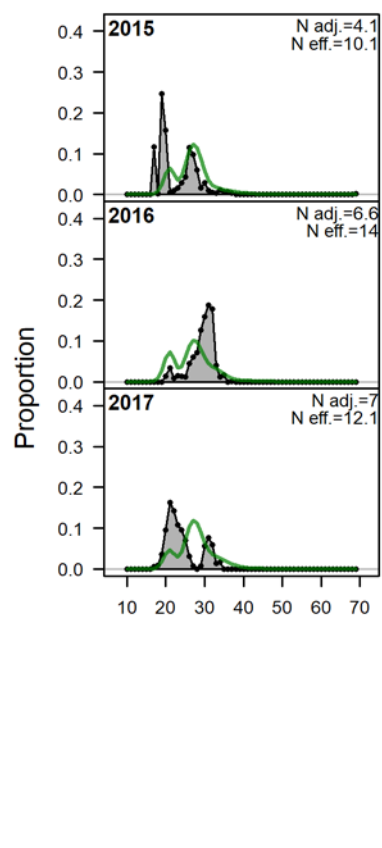 2015
N adj.=4.1
N eff.=10.1
0.4
0.3
0.2
0.1
0.0
2016
N adj.=6.6
N eff.=14
0.4
0.3
0.2
0.1
0.0
2017
N adj.=7
N eff.=12.1
0.4
0.3
0.2
0.1
0.0
Proportion
10 20 30 40 50 60 70